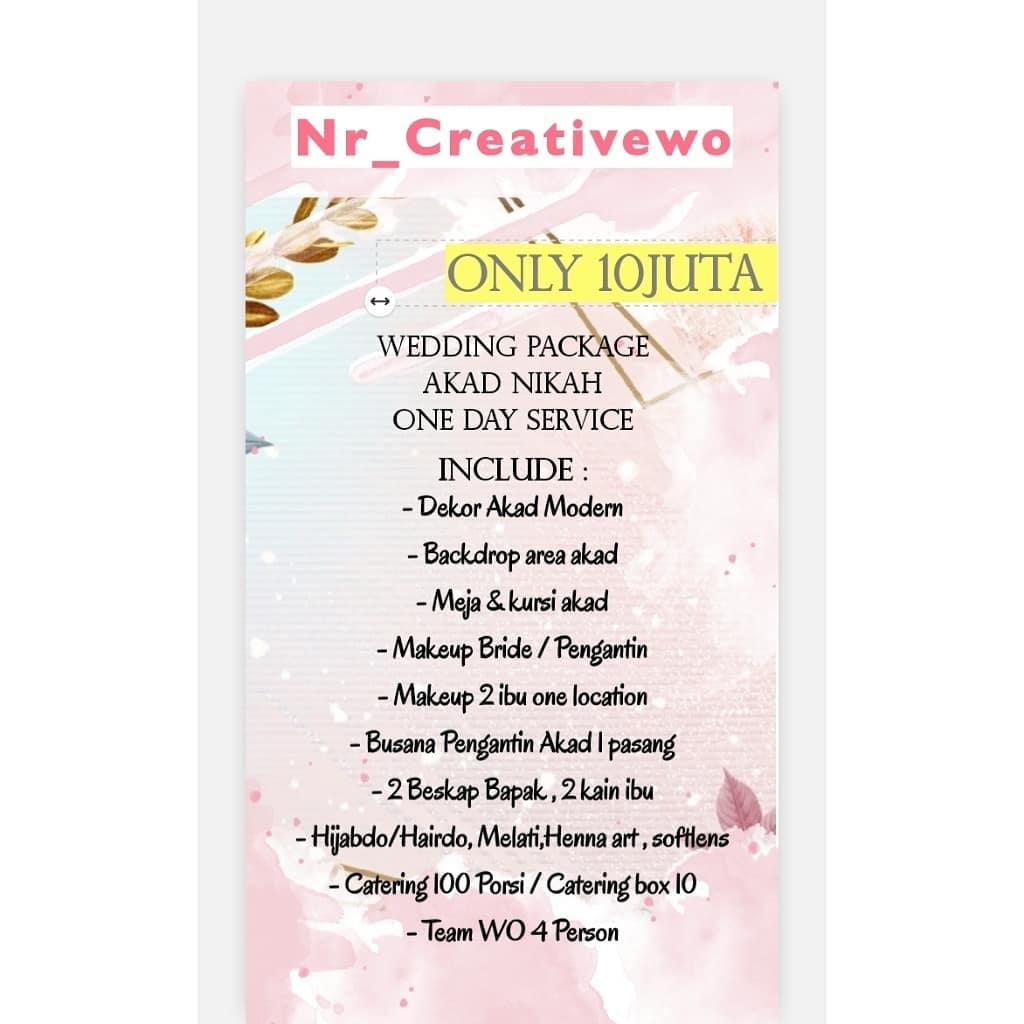 Nr_Creativewo
ONLY 10JUTA
WEDDING PACKAGE
AKAD NIKAH
ONE DAY SERVICE
INCLUDE :
- Dekor Akad Modern
- Backdrop area akad
- Meja & kursi akad
- Makeup Bride / Pengantin
- Makeup 2 ibu one location
- Busana Pengantin Akad 1 pasang
- 2 Beskap Bapak , 2 kain ibu
- Hijabdo/Hairdo, Melati,Henna art , softlens
- Catering 100 Porsi / Catering box 10
- Team WO 4 Person